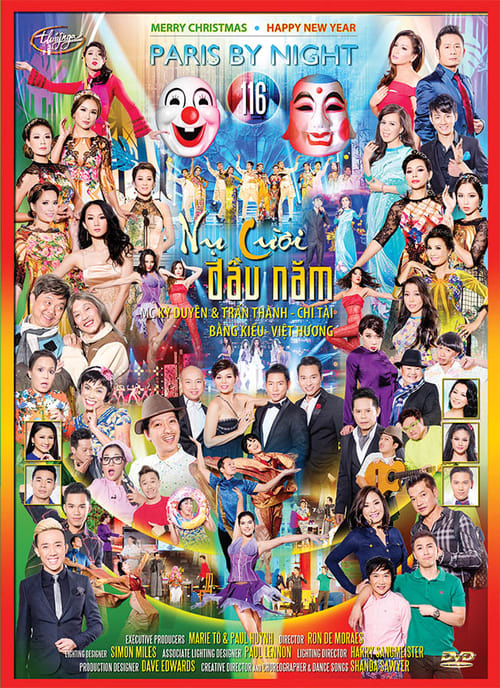 MERRY CHRISTMAS • HAPPY NEW YEAR
Thúy Nga
PARIS BY NIGHT
116
Nụ Cười
đầu năm
MC KỲ DUYÊN & TRẤN THÀNH - CHÍ TÀI
BẰNG KIỀU - VIỆT HƯƠNG
EXECUTIVE PRODUCERS MARIE TÔ & PAUL HUỲNH DIRECTOR RON DE MORAES
LIGHTING DESIGNER SIMON MILES ASSOCIATE LIGHTING DESIGNER PAUL LENNON LIGHTING DIRECTOR HARRY SANGMEISTER
PRODUCTION DESIGNER DAVE EDWARDS CREATIVE DIRECTOR AND CHOREOGRAPHER & DANCE SONGS SHANDA SAWYER
DVD